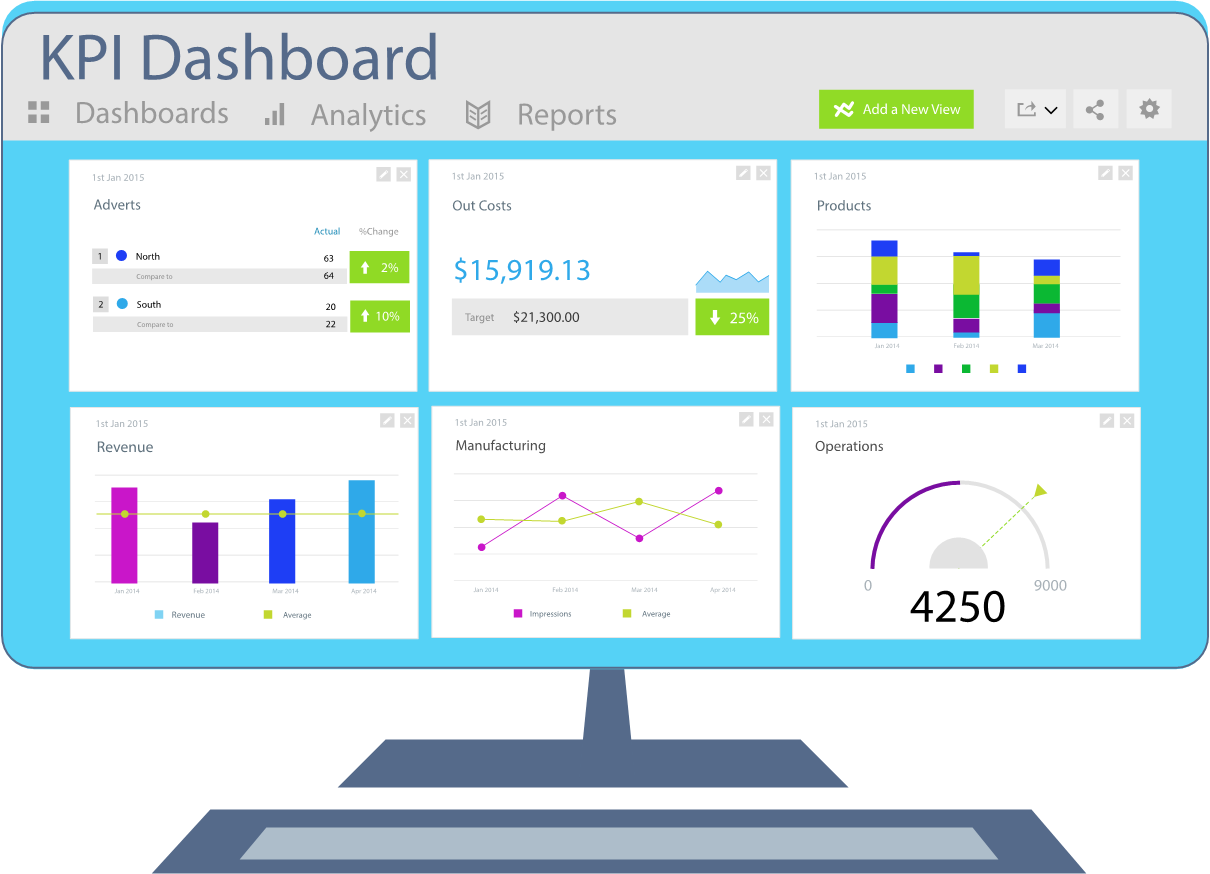 KPI Dashboard
Dashboards Analytics Reports Add a New View
1st Jan 2015
Adverts
Actual %Change
1 North 63 2%
Compare to 64
2 South 20 10%
Compare to 22
1st Jan 2015
Out Costs
$15,919.13
Target $21,300.00 25%
1st Jan 2015
Products
Jan 2014 Feb 2014 Mar 2014
1st Jan 2015
Revenue
Jan 2014 Feb 2014 Mar 2014 Apr 2014
Revenue Average
1st Jan 2015
Manufacturing
Jan 2014 Feb 2014 Mar 2014 Apr 2014
Impressions Average
1st Jan 2015
Operations
0 9000
4250